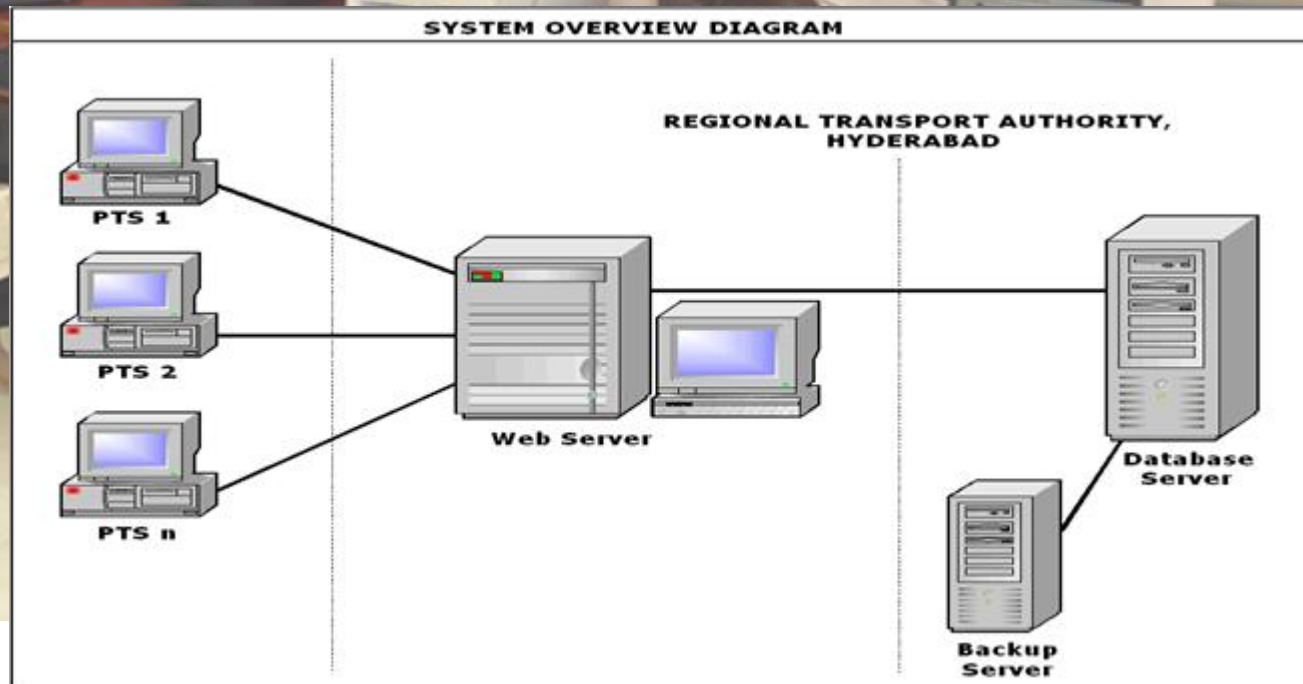 SYSTEM OVERVIEW DIAGRAM
REGIONAL TRANSPORT AUTHORITY,
HYDERABAD
PTS 1
PTS 2
PTS n
Web Server
Database
Server
Backup
Server